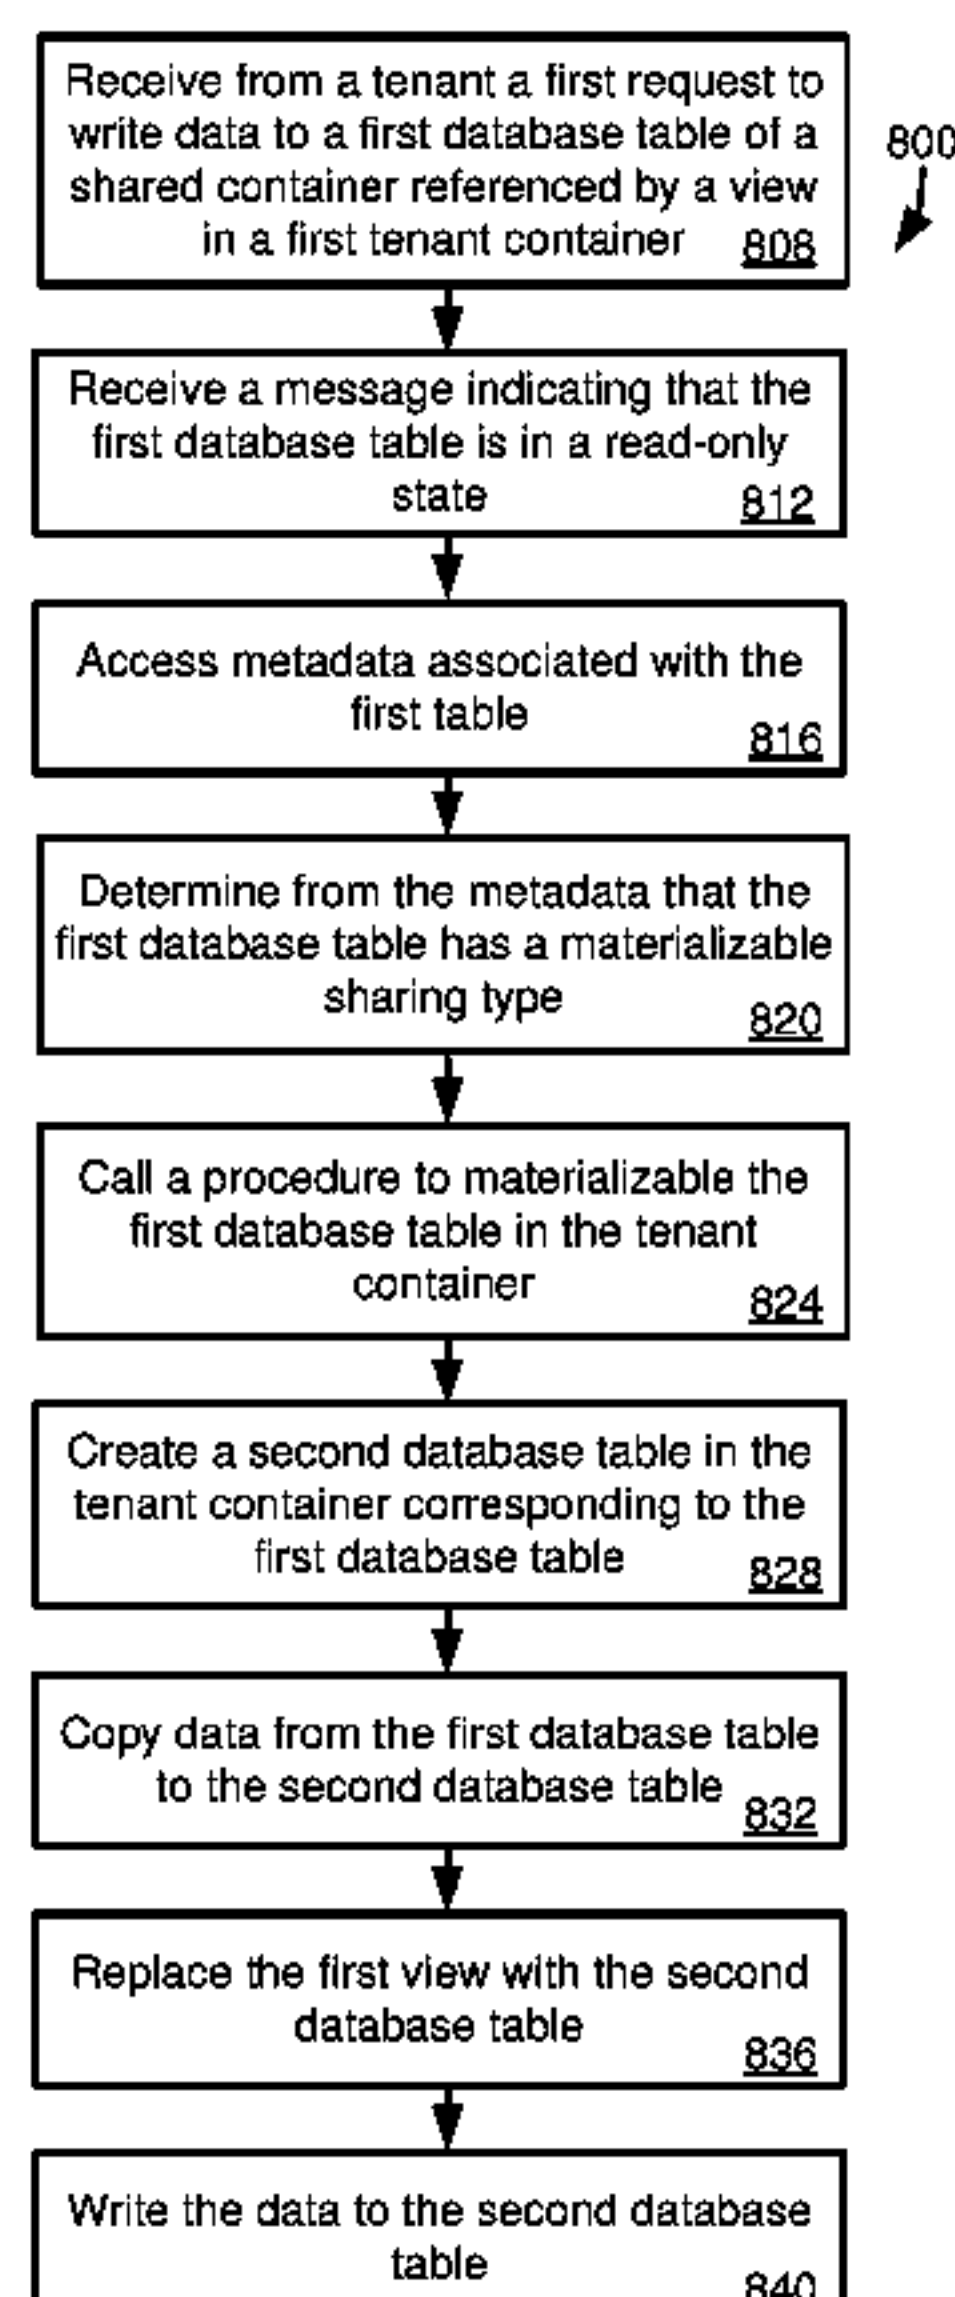 Receive from a tenant a first request to
write data to a first database table of a
shared container referenced by a view
in a first tenant container 808
800
Receive a message indicating that the
first database table is in a read-only
state 812
Access metadata associated with the
first table
816
Determine from the metadata that the
first database table has a materializable
sharing type
820
Call a procedure to materializable the
first database table in the tenant
container
824
Create a second database table in the
tenant container corresponding to the
first database table
828
Copy data from the first database table
to the second database table
832
Replace the first view with the second
database table
836
Write the data to the second database
table
840